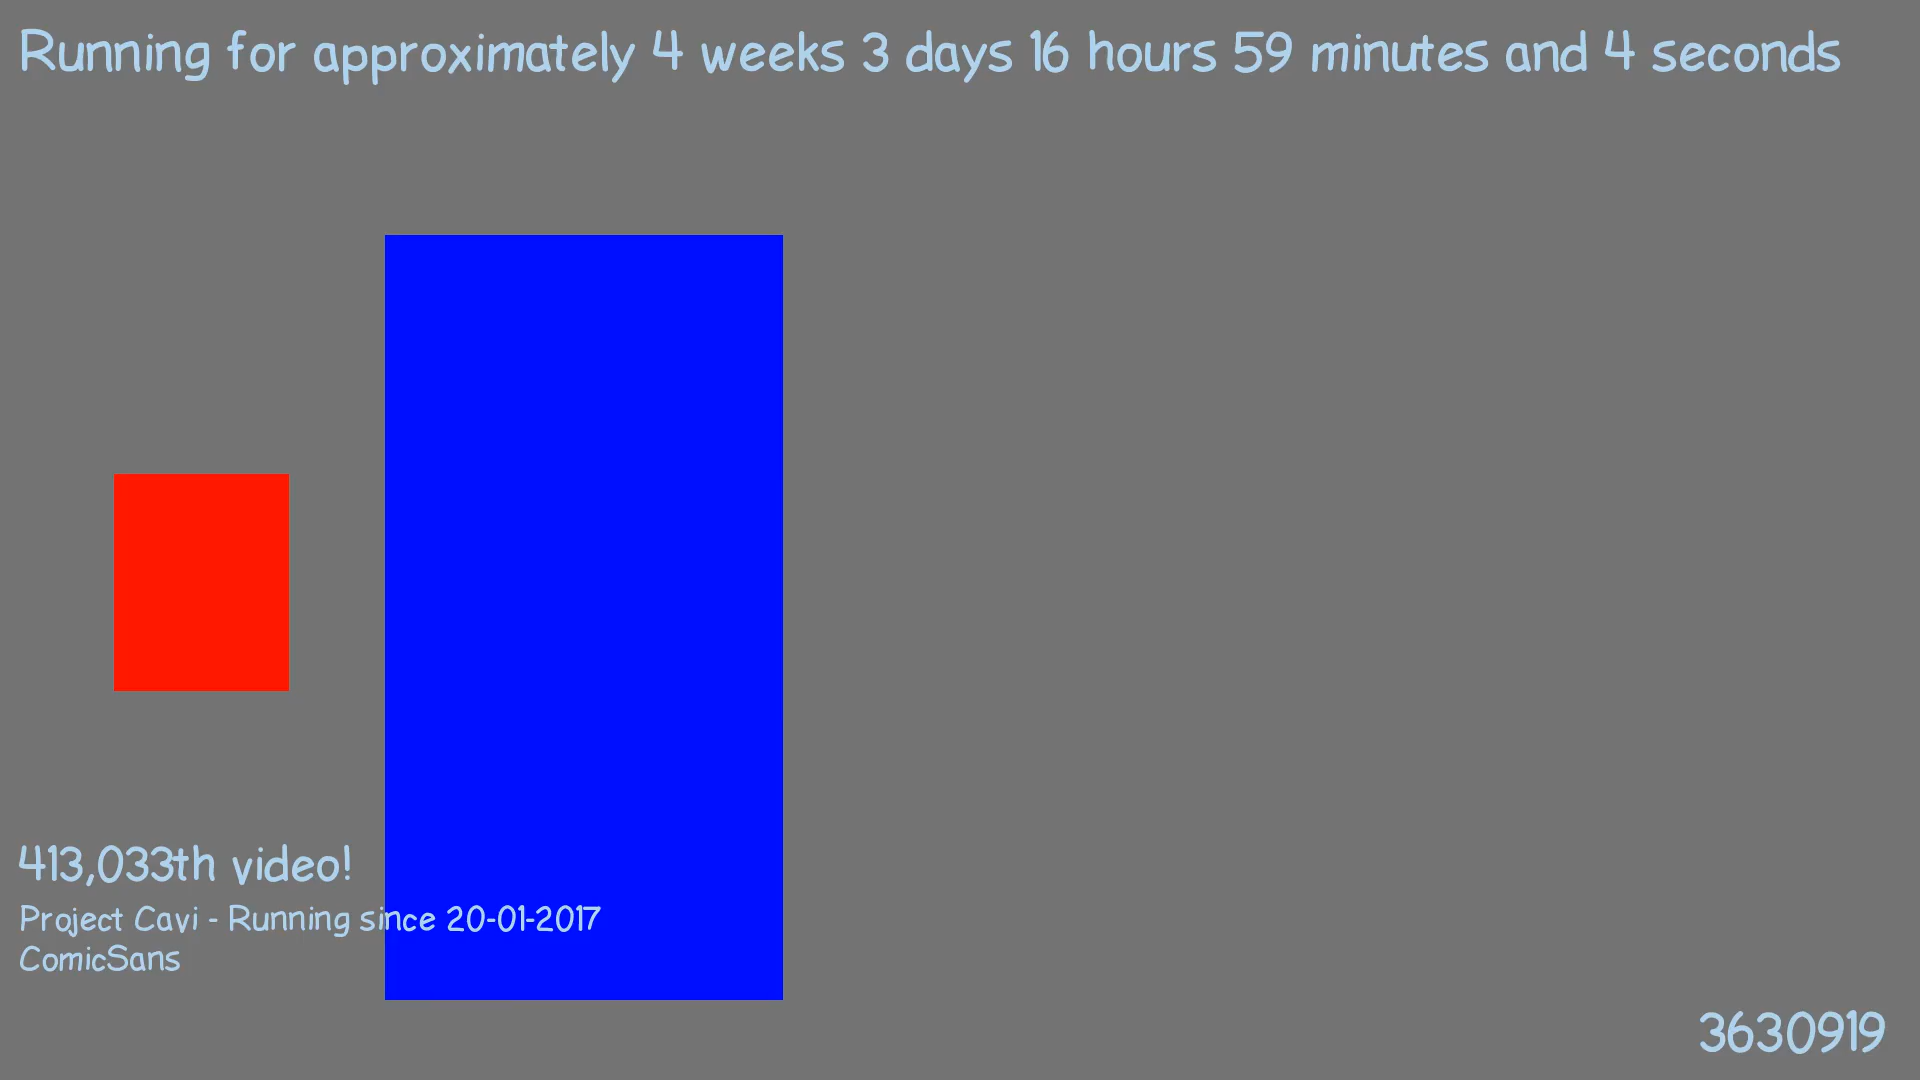 Running for approximately 4 weeks 3 days 16 hours 59 minutes and 4 seconds
413,033th video!
Project Cavi - Running since 20-01-2017
ComicSans
3630919